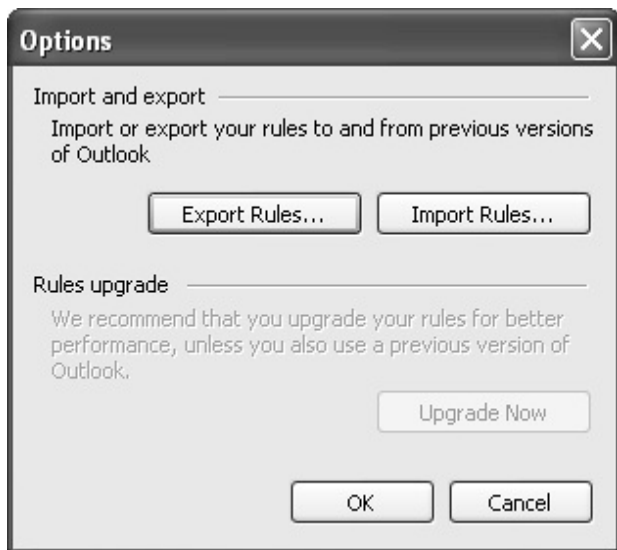 Options
Import and export
Import or export your rules to and from previous versions
of Outlook
Export Rules... Import Rules...
Rules upgrade
We recommend that you upgrade your rules for better
performance, unless you also use a previous version of
Outlook.
Upgrade Now
OK Cancel